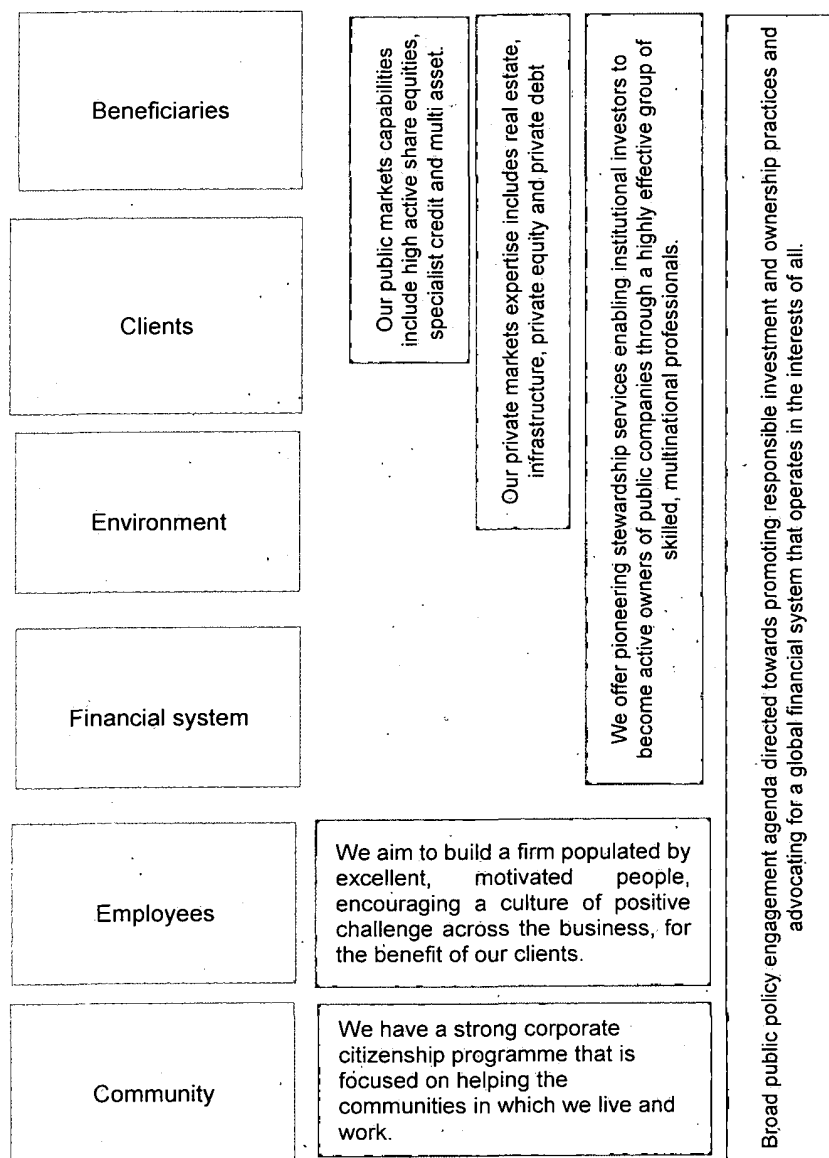 Beneficiaries
Clients
Environment
Financial system
Employees
Community
Our public markets capabilities
include high active share equities,
specialist credit and multi asset.
Our private markets expertise includes real estate,
infrastructure, private equity and private debt
We offer pioneering stewardship services enabling institutional investors to
become active owners of public companies through a highly effective group of
skilled, multinational professionals.
We aim to build a firm populated by
excellent, motivated people,
encouraging a culture of positive
challenge across the business, for
the benefit of our clients.
We have a strong corporate
citizenship programme that is
focused on helping the
communities in which we live and
work.
Broad public policy engagement agenda directed towards promoting responsible investment and ownership practices and
advocating for a global financial system that operates in the interests of all.